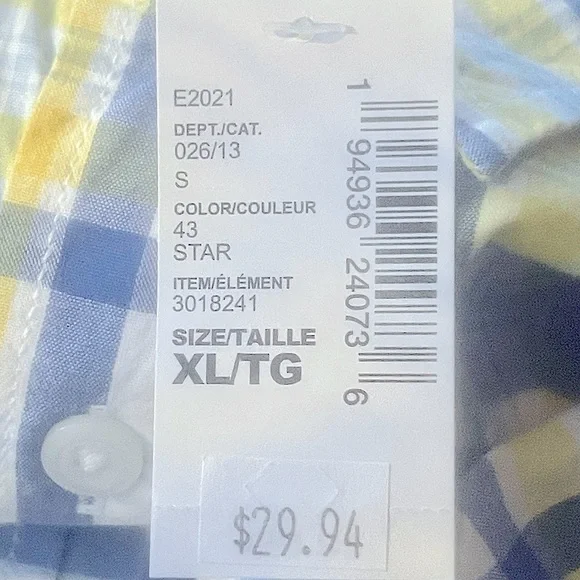 E2021
DEPT./CAT.
026/13
S
COLOR/COULEUR
43
STAR
ITEM/ÉLÉMENT
3018241
SIZE/TAILLE
XL/TG
1 94936 24073 6
$29.94